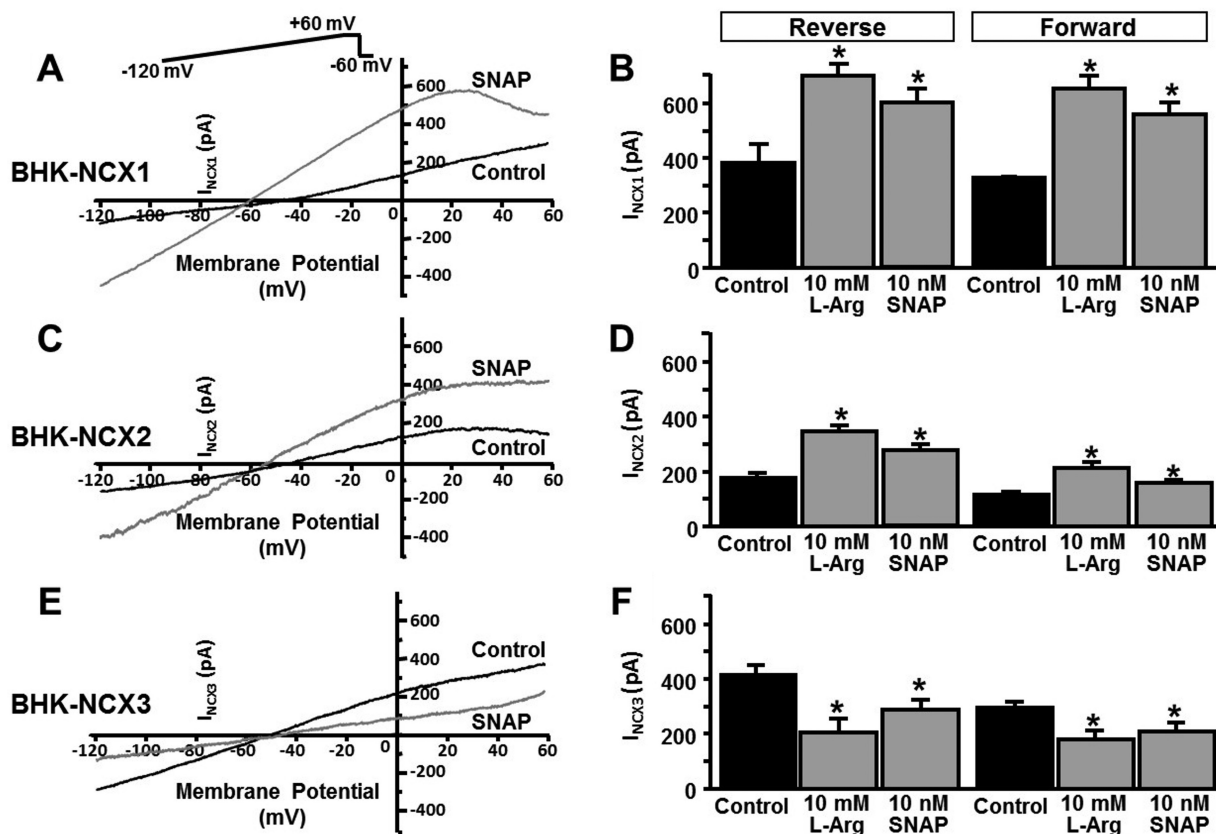 A
+60 mV
-120 mV
-60 mV
BHK-NCX1
I_NCX1 (pA)
SNAP
Control
600
400
200
0
-200
-400
-120 -100 -80 -60 -40 -20 0 20 40 60
Membrane Potential
(mV)
B
Reverse
Forward
I_NCX1 (pA)
600
400
200
0
* * * *
Control
10 mM
L-Arg
10 nM
SNAP
Control
10 mM
L-Arg
10 nM
SNAP
C
BHK-NCX2
I_NCX2 (pA)
SNAP
Control
600
400
200
-200
-400
-120 -100 -80 -60 -40 -20 0 20 40 60
Membrane Potential
(mV)
D
I_NCX2 (pA)
600
400
200
0
* * * *
Control
10 mM
L-Arg
10 nM
SNAP
Control
10 mM
L-Arg
10 nM
SNAP
E
BHK-NCX3
I_NCX3 (pA)
Control
SNAP
600
400
200
-200
-400
-120 -100 -80 -60 -40 -20 0 20 40 60
Membrane Potential
(mV)
F
I_NCX3 (pA)
600
400
200
0
* * * *
Control
10 mM
L-Arg
10 nM
SNAP
Control
10 mM
L-Arg
10 nM
SNAP